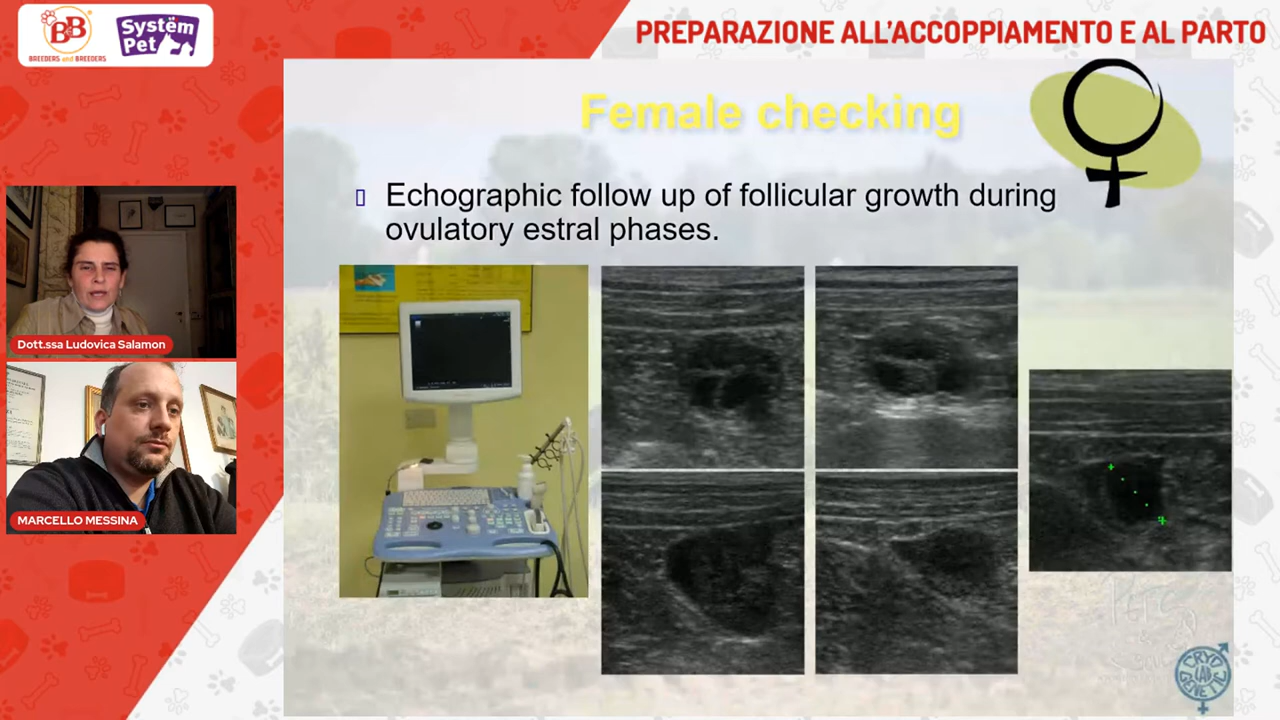 B&B
BREEDERS and BREEDERS
Systëm
Pet
PREPARAZIONE ALL'ACCOPPIAMENTO E AL PARTO
Female checking
Echographic follow up of follicular growth during
ovulatory estral phases.
Dott.ssa Ludovica Salamon
MARCELLO MESSINA
CRYO
LAB
GENETIC